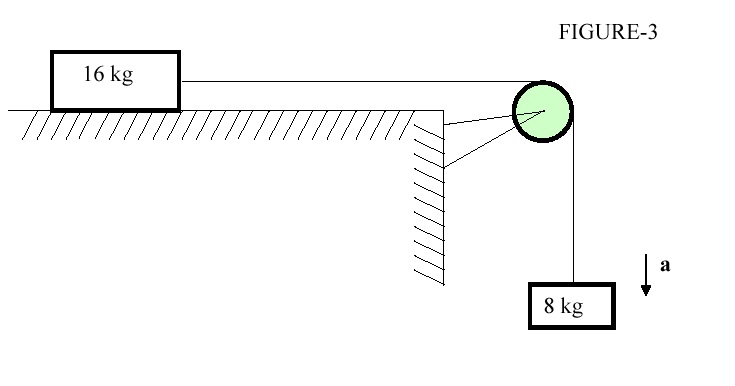 FIGURE-3
16 kg
a
8 kg